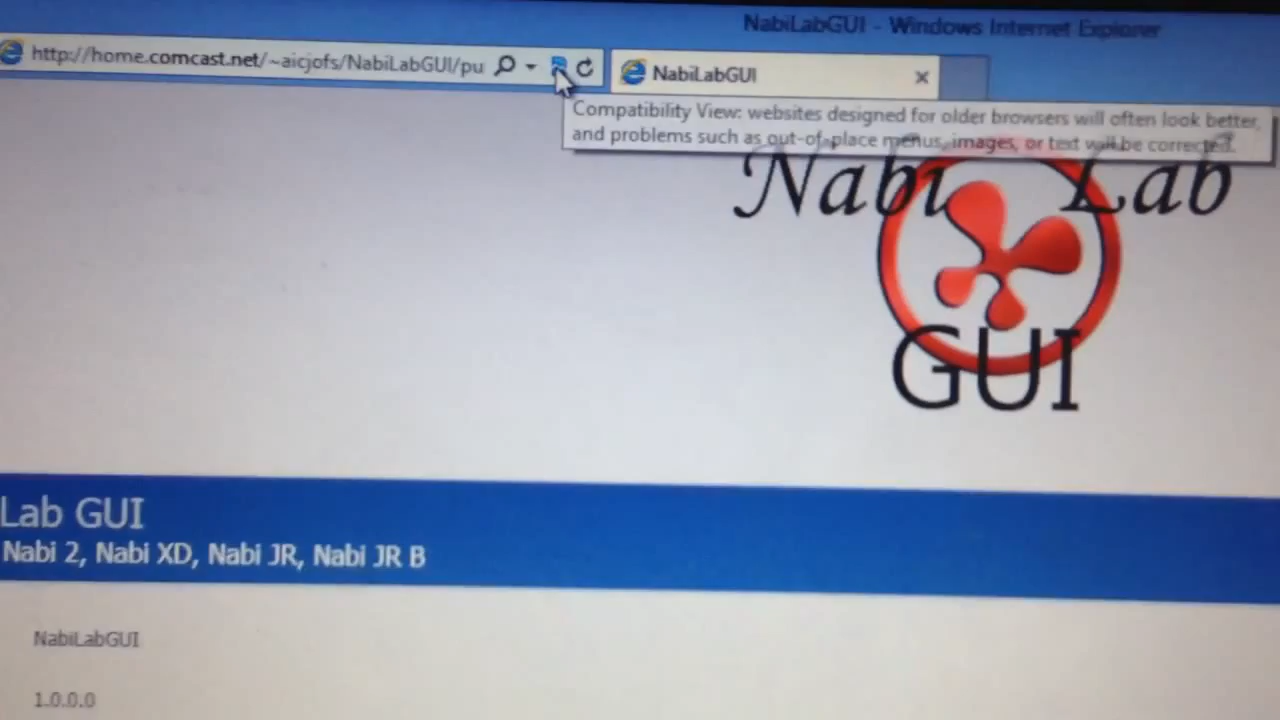 NabiLabGUI - Windows Internet Explorer
http://home.comcast.net/~aicjofs/NabiLabGUI/pu
NabiLabGUI
Compatibility View: websites designed for older browsers will often look better,
and problems such as out-of-place menus, images, or text will be corrected.
Nabi Lab
GUI
Lab GUI
Nabi 2, Nabi XD, Nabi JR, Nabi JR B
NabiLabGUI
1.0.0.0